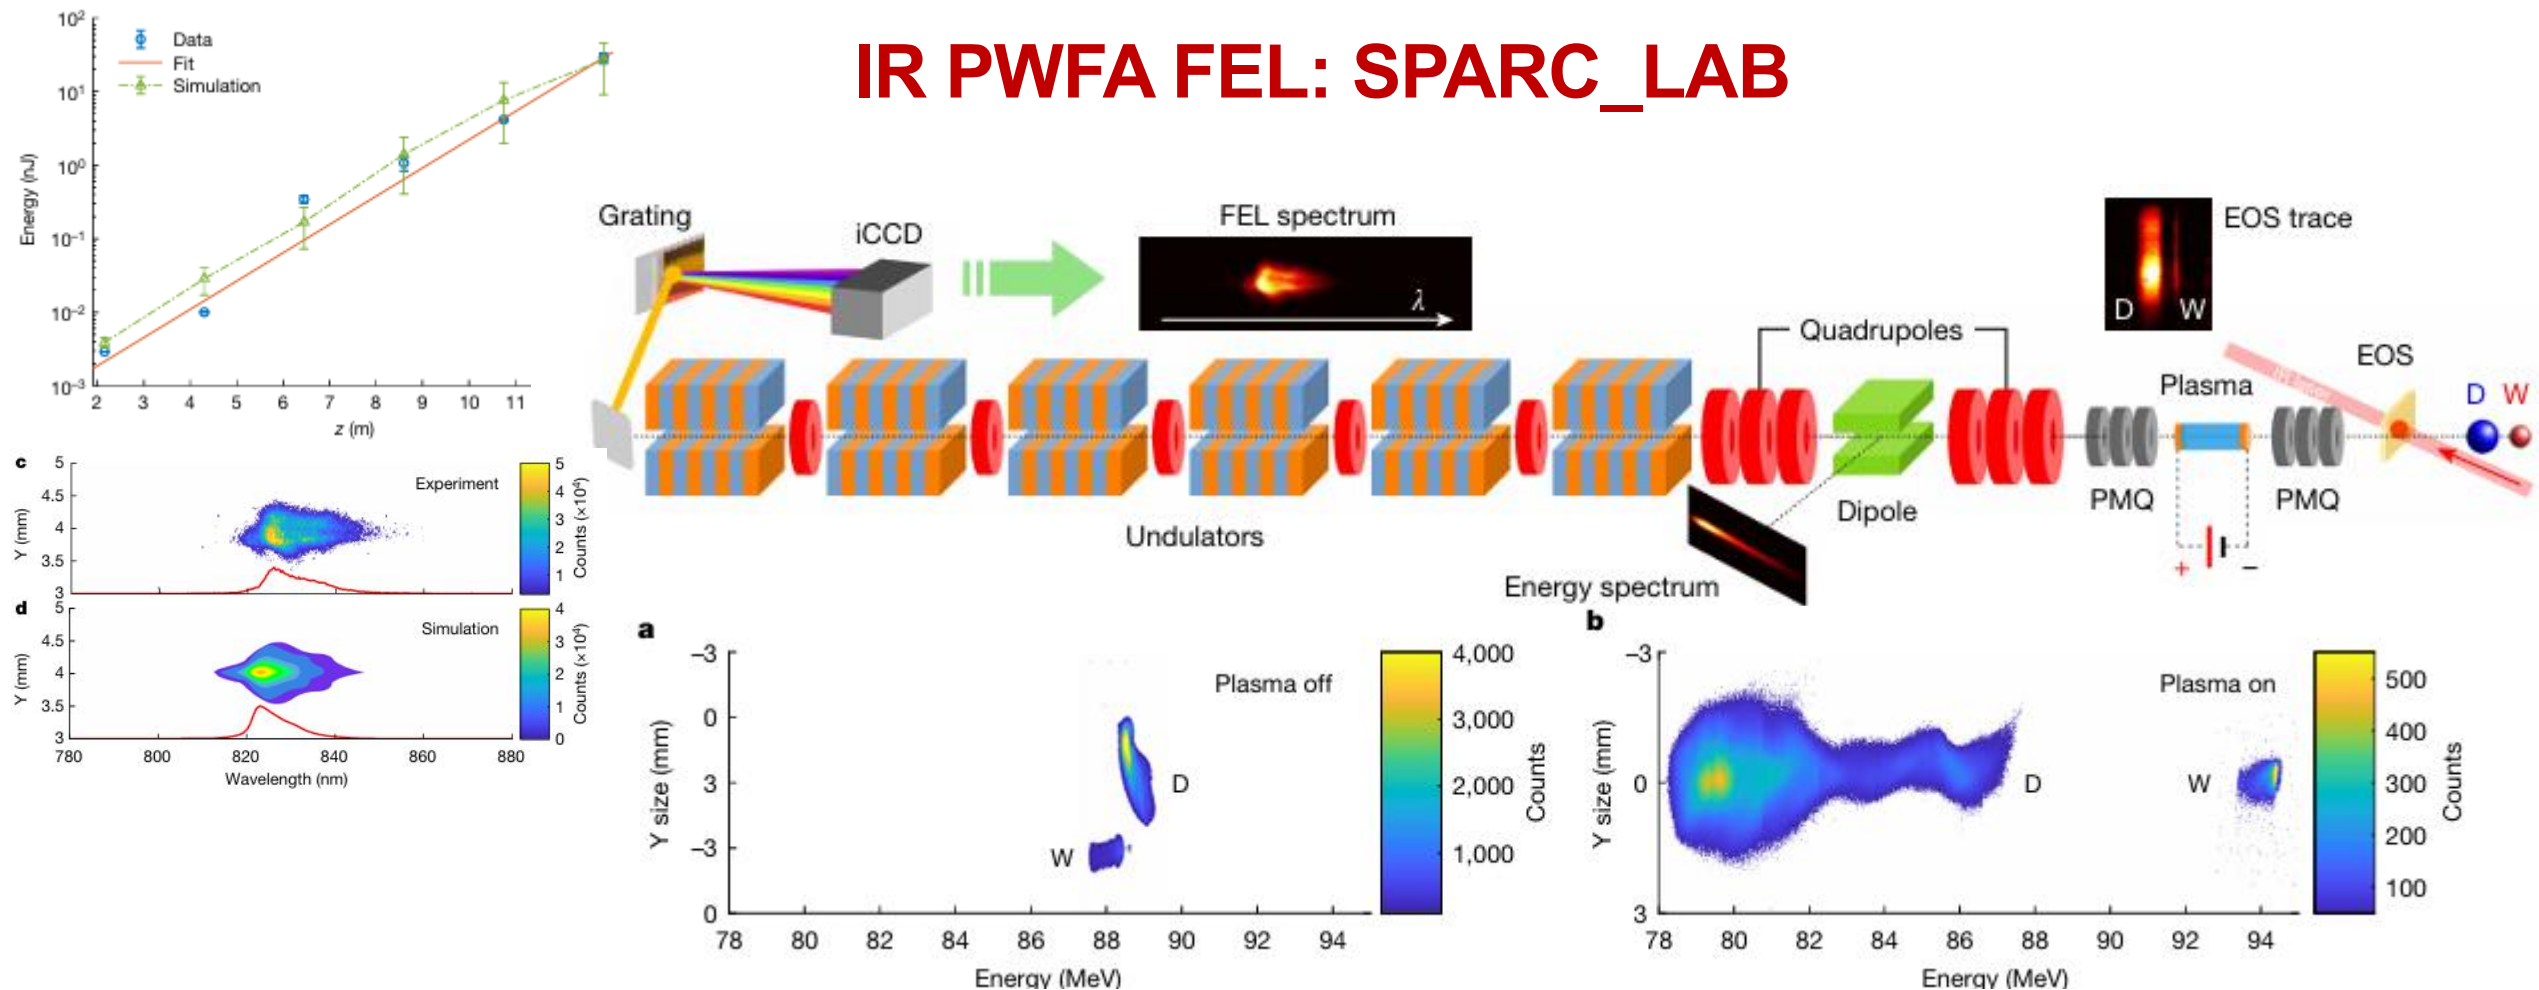 IR PWFA FEL: SPARC_LAB
10²
10¹
10⁰
10⁻¹
10⁻²
10⁻³
Energy (nJ)
Data
Fit
Simulation
2 3 4 5 6 7 8 9 10 11
z (m)
Grating
iCCD
FEL spectrum
λ
EOS trace
D W
Quadrupoles
EOS
Plasma
D W
PMQ
PMQ
Dipole
Undulators
+ −
Energy spectrum
c
5
4.5
4
3.5
3
Y (mm)
Experiment
5
4
3
2
1
Counts (×10⁴)
d
5
4.5
4
3.5
3
Y (mm)
Simulation
4
3
2
1
0
Counts (×10⁴)
780 800 820 840 860 880
Wavelength (nm)
a
−3
0
3
−3
0
Y size (mm)
Plasma off
D
W
4,000
3,000
2,000
1,000
Counts
78 80 82 84 86 88 90 92 94
Energy (MeV)
b
−3
0
3
Y size (mm)
Plasma on
D
W
500
400
300
200
100
Counts
78 80 82 84 86 88 90 92 94
Energy (MeV)